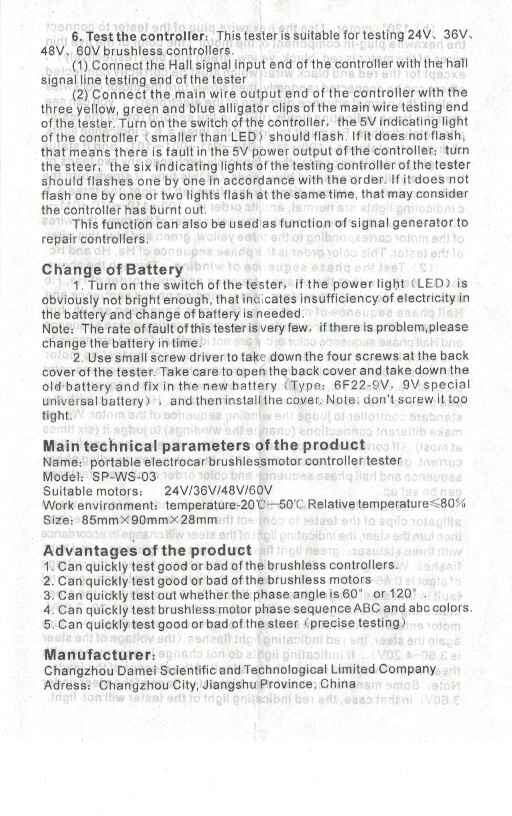 6. Test the controller: This tester is suitable for testing 24V、36V、
48V、60V brushless controllers.
(1) Connect the Hall signal input end of the controller with the hall
signal line testing end of the tester
(2) Connect the main wire output end of the controller with the
three yellow, green and blue alligator clips of the main wire testing end
of the tester. Turn on the switch of the controller, the 5V indicating light
of the controller (smaller than LED) should flash. If it does not flash,
that means there is fault in the 5V power output of the controller; turn
the steer, the six indicating lights of the testing controller of the tester
should flashes one by one in accordance with the order. If it does not
flash one by one or two lights flash at the same time, that may consider
the controller has burnt out.
This function can also be used as function of signal generator to
repair controllers.
Change of Battery
1. Turn on the switch of the tester, if the power light (LED) is
obviously not bright enough, that indicates insufficiency of electricity in
the battery and change of battery is needed.
Note: The rate of fault of this tester is very few, if there is problem,please
change the battery in time.
2. Use small screw driver to take down the four screws at the back
cover of the tester. Take care to open the back cover and take down the
old battery and fix in the new battery (Type: 6F22-9V, 9V special
universal battery), and then install the cover. Note: don't screw it too
tight.
Main technical parameters of the product
Name: portable electrocar brushlessmotor controller tester
Model: SP-WS-03
Suitable motors: 24V/36V/48V/60V
Work environment: temperature-20℃—50℃ Relative temperature≤80%
Size: 85mm×90mm×28mm
Advantages of the product
1. Can quickly test good or bad of the brushless controllers.
2. Can quickly test good or bad of the brushless motors
3. Can quickly test out whether the phase angle is 60° or 120°.
4. Can quickly test brushless motor phase sequence ABC and abc colors.
5. Can quickly test good or bad of the steer (precise testing)
Manufacturer:
Changzhou Damei Scientific and Technological Limited Company
Adress: Changzhou City, Jiangshu Province, China